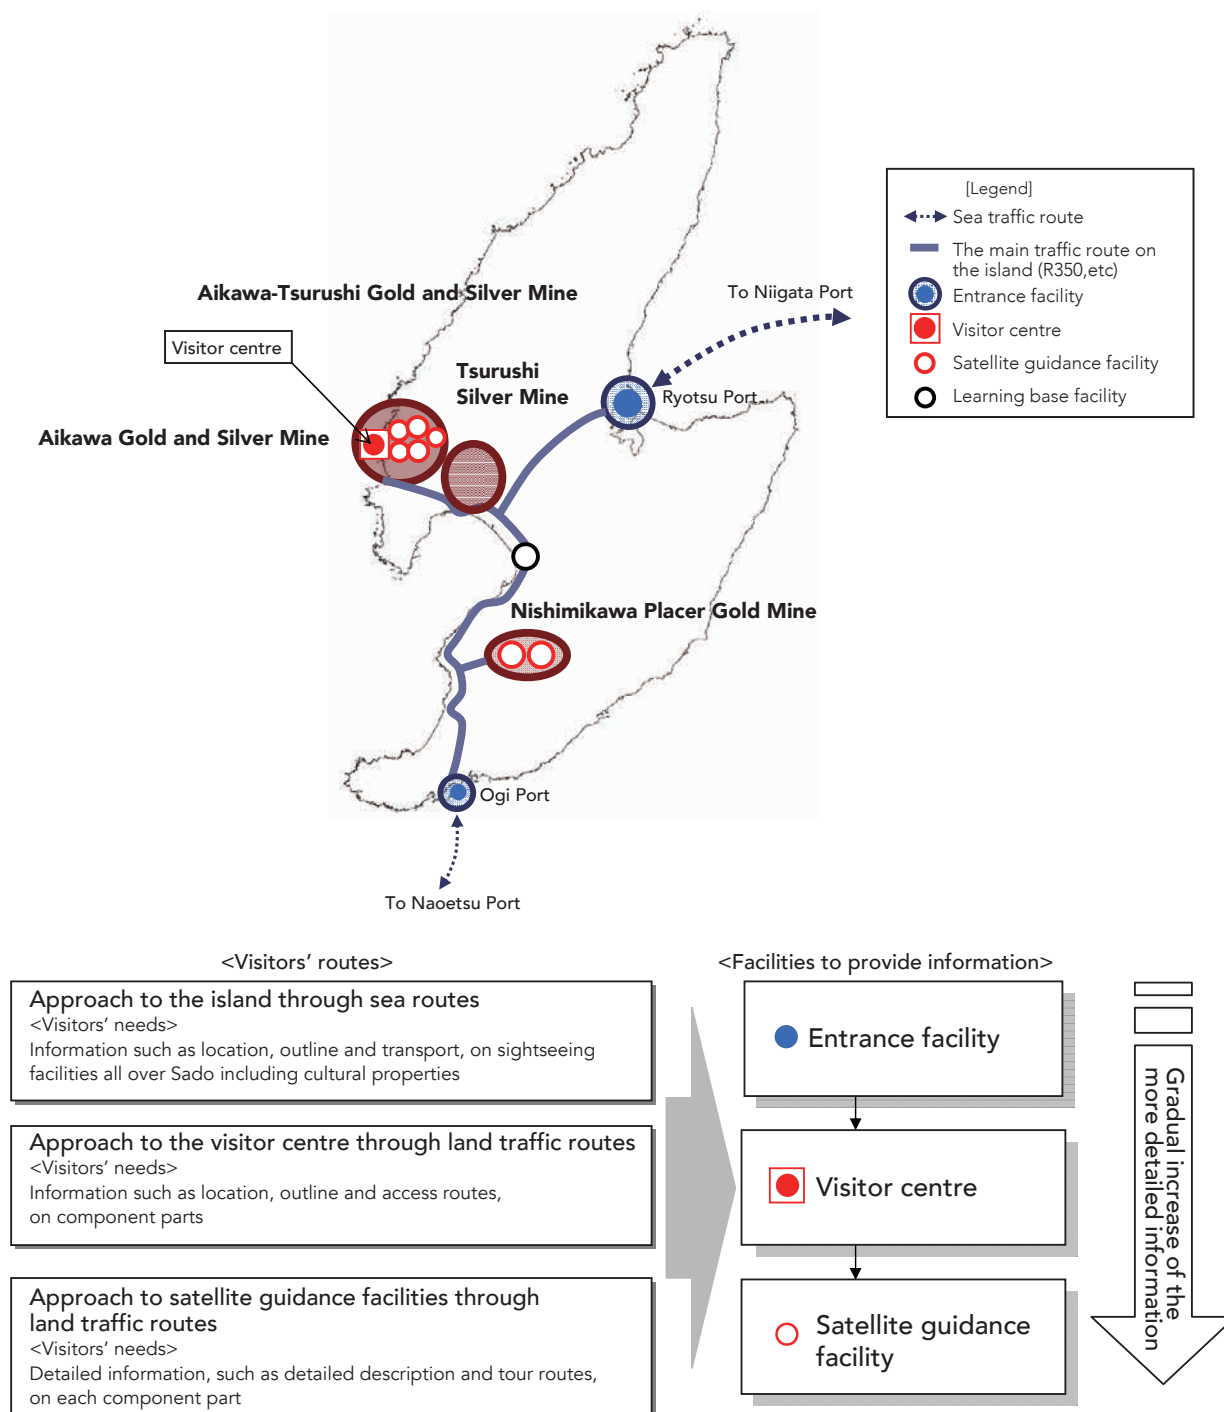 [Legend]
Sea traffic route
The main traffic route on
the island (R350,etc)
Entrance facility
Visitor centre
Satellite guidance facility
Learning base facility
Aikawa-Tsurushi Gold and Silver Mine
To Niigata Port
Visitor centre
Tsurushi
Silver Mine
Ryotsu Port
Aikawa Gold and Silver Mine
Nishimikawa Placer Gold Mine
Ogi Port
To Naoetsu Port
<Visitors' routes>
Approach to the island through sea routes
<Visitors' needs>
Information such as location, outline and transport, on sightseeing
facilities all over Sado including cultural properties
Approach to the visitor centre through land traffic routes
<Visitors' needs>
Information such as location, outline and access routes,
on component parts
Approach to satellite guidance facilities through
land traffic routes
<Visitors' needs>
Detailed information, such as detailed description and tour routes,
on each component part
<Facilities to provide information>
Entrance facility
Visitor centre
Satellite guidance
facility
Gradual increase of the
more detailed information